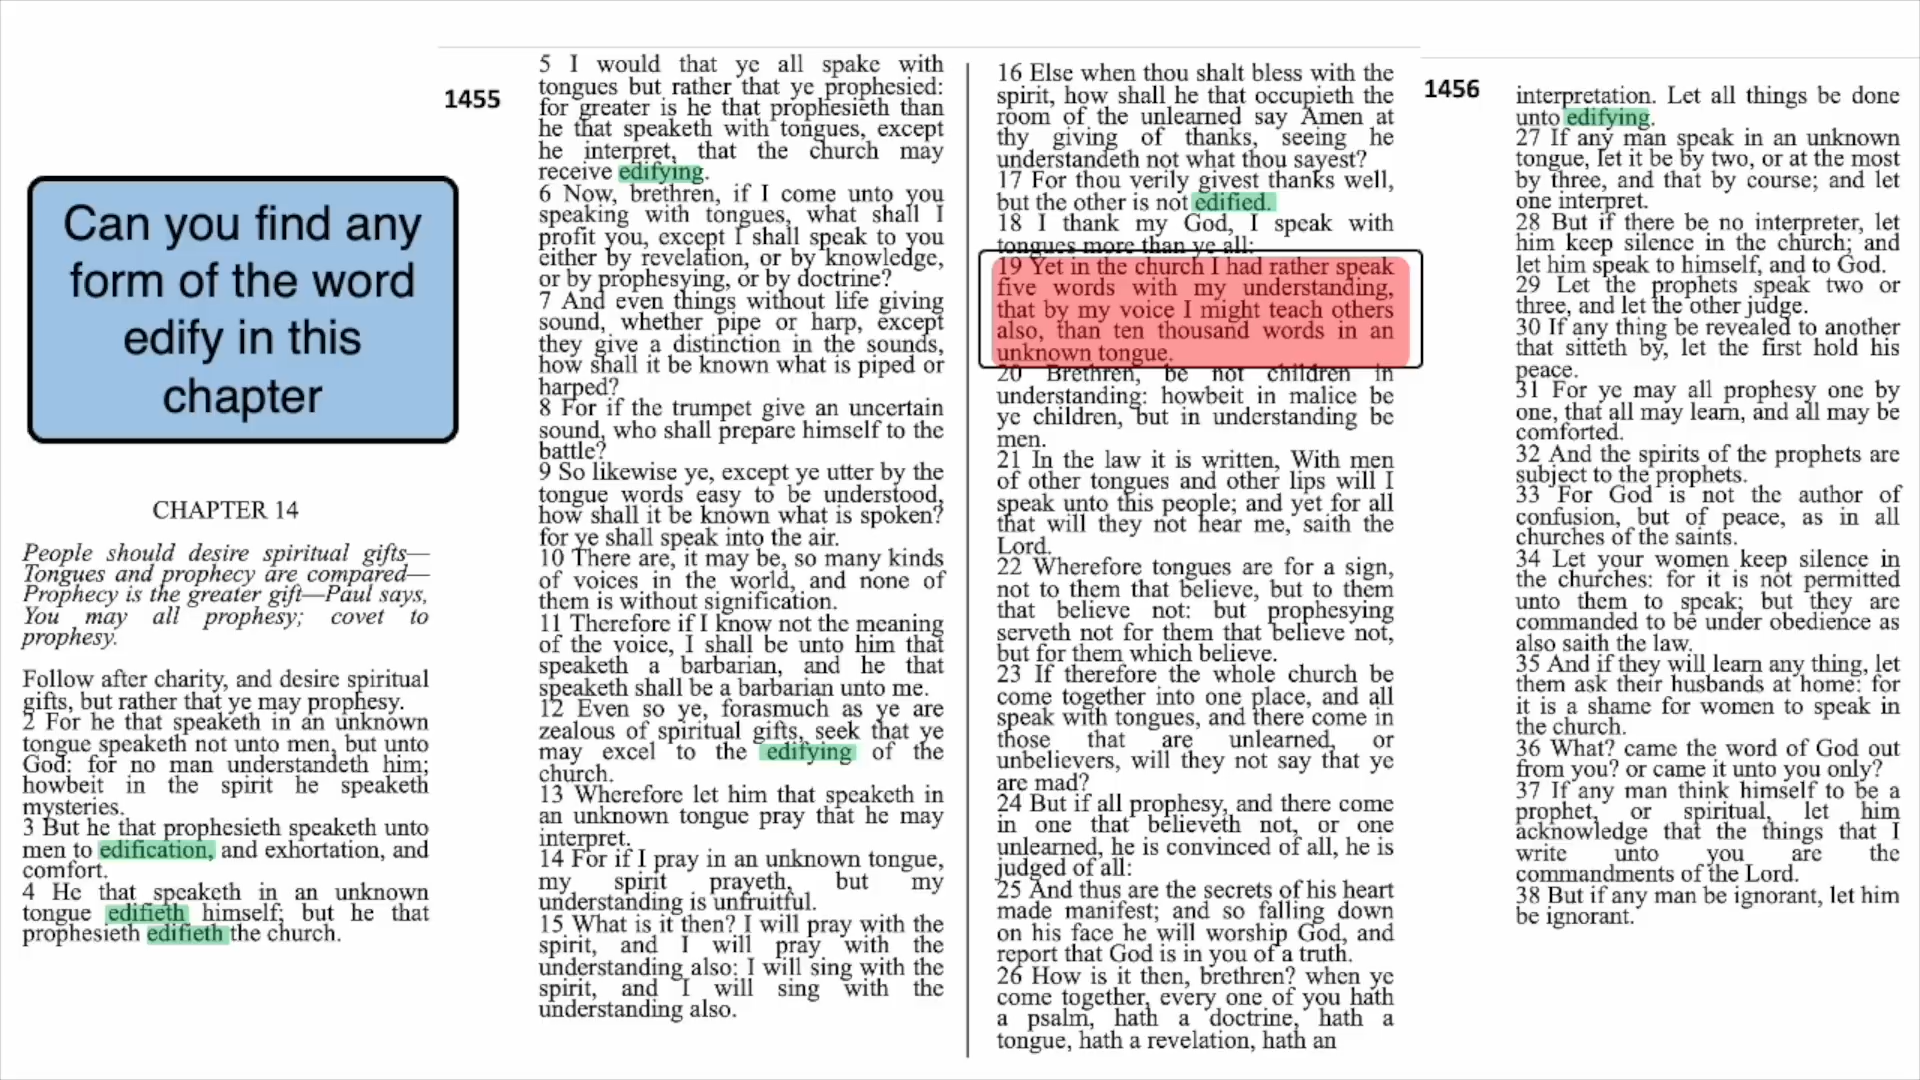 Can you find any
form of the word
edify in this
chapter
CHAPTER 14
People should desire spiritual gifts—
Tongues and prophecy are compared—
Prophecy is the greater gift—Paul says,
You may all prophesy; covet to
prophesy.
Follow after charity, and desire spiritual
gifts, but rather that ye may prophesy.
2 For he that speaketh in an unknown
tongue speaketh not unto men, but unto
God: for no man understandeth him;
howbeit in the spirit he speaketh
mysteries.
3 But he that prophesieth speaketh unto
men to edification, and exhortation, and
comfort.
4 He that speaketh in an unknown
tongue edifieth himself; but he that
prophesieth edifieth the church.
1455
5 I would that ye all spake with
tongues but rather that ye prophesied:
for greater is he that prophesieth than
he that speaketh with tongues, except
he interpret, that the church may
receive edifying.
6 Now, brethren, if I come unto you
speaking with tongues, what shall I
profit you, except I shall speak to you
either by revelation, or by knowledge,
or by prophesying, or by doctrine?
7 And even things without life giving
sound, whether pipe or harp, except
they give a distinction in the sounds,
how shall it be known what is piped or
harped?
8 For if the trumpet give an uncertain
sound, who shall prepare himself to the
battle?
9 So likewise ye, except ye utter by the
tongue words easy to be understood,
how shall it be known what is spoken?
for ye shall speak into the air.
10 There are, it may be, so many kinds
of voices in the world, and none of
them is without signification.
11 Therefore if I know not the meaning
of the voice, I shall be unto him that
speaketh a barbarian, and he that
speaketh shall be a barbarian unto me.
12 Even so ye, forasmuch as ye are
zealous of spiritual gifts, seek that ye
may excel to the edifying of the
church.
13 Wherefore let him that speaketh in
an unknown tongue pray that he may
interpret.
14 For if I pray in an unknown tongue,
my spirit prayeth, but my
understanding is unfruitful.
15 What is it then? I will pray with the
spirit, and I will pray with the
understanding also: I will sing with the
spirit, and I will sing with the
understanding also.
16 Else when thou shalt bless with the
spirit, how shall he that occupieth the
room of the unlearned say Amen at
thy giving of thanks, seeing he
understandeth not what thou sayest?
17 For thou verily givest thanks well,
but the other is not edified.
18 I thank my God, I speak with
tongues more than ye all:
19 Yet in the church I had rather speak
five words with my understanding,
that by my voice I might teach others
also, than ten thousand words in an
unknown tongue.
20 Brethren, be not children in
understanding: howbeit in malice be
ye children, but in understanding be
men.
21 In the law it is written, With men
of other tongues and other lips will I
speak unto this people; and yet for all
that will they not hear me, saith the
Lord.
22 Wherefore tongues are for a sign,
not to them that believe, but to them
that believe not: but prophesying
serveth not for them that believe not,
but for them which believe.
23 If therefore the whole church be
come together into one place, and all
speak with tongues, and there come in
those that are unlearned, or
unbelievers, will they not say that ye
are mad?
24 But if all prophesy, and there come
in one that believeth not, or one
unlearned, he is convinced of all, he is
judged of all:
25 And thus are the secrets of his heart
made manifest; and so falling down
on his face he will worship God, and
report that God is in you of a truth.
26 How is it then, brethren? when ye
come together, every one of you hath
a psalm, hath a doctrine, hath a
tongue, hath a revelation, hath an
1456
interpretation. Let all things be done
unto edifying.
27 If any man speak in an unknown
tongue, let it be by two, or at the most
by three, and that by course; and let
one interpret.
28 But if there be no interpreter, let
him keep silence in the church; and
let him speak to himself, and to God.
29 Let the prophets speak two or
three, and let the other judge.
30 If any thing be revealed to another
that sitteth by, let the first hold his
peace.
31 For ye may all prophesy one by
one, that all may learn, and all may be
comforted.
32 And the spirits of the prophets are
subject to the prophets.
33 For God is not the author of
confusion, but of peace, as in all
churches of the saints.
34 Let your women keep silence in
the churches: for it is not permitted
unto them to speak; but they are
commanded to be under obedience as
also saith the law.
35 And if they will learn any thing, let
them ask their husbands at home: for
it is a shame for women to speak in
the church.
36 What? came the word of God out
from you? or came it unto you only?
37 If any man think himself to be a
prophet, or spiritual, let him
acknowledge that the things that I
write unto you are the
commandments of the Lord.
38 But if any man be ignorant, let him
be ignorant.